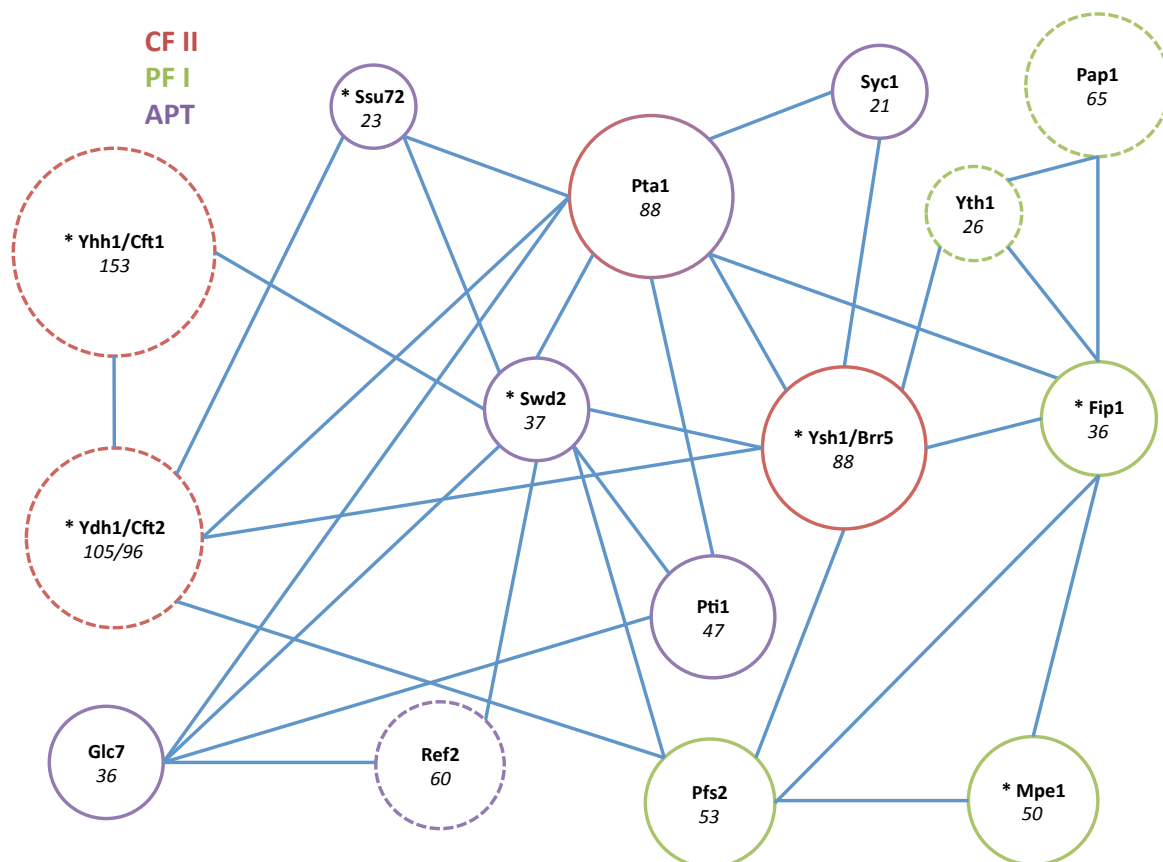 CF II
PF I
APT
* Ssu72
23
Syc1
21
Pap1
65
Pta1
88
Yth1
26
* Yhh1/Cft1
153
* Swd2
37
* Ysh1/Brr5
88
* Fip1
36
* Ydh1/Cft2
105/96
Pti1
47
Glc7
36
Ref2
60
Pfs2
53
* Mpe1
50